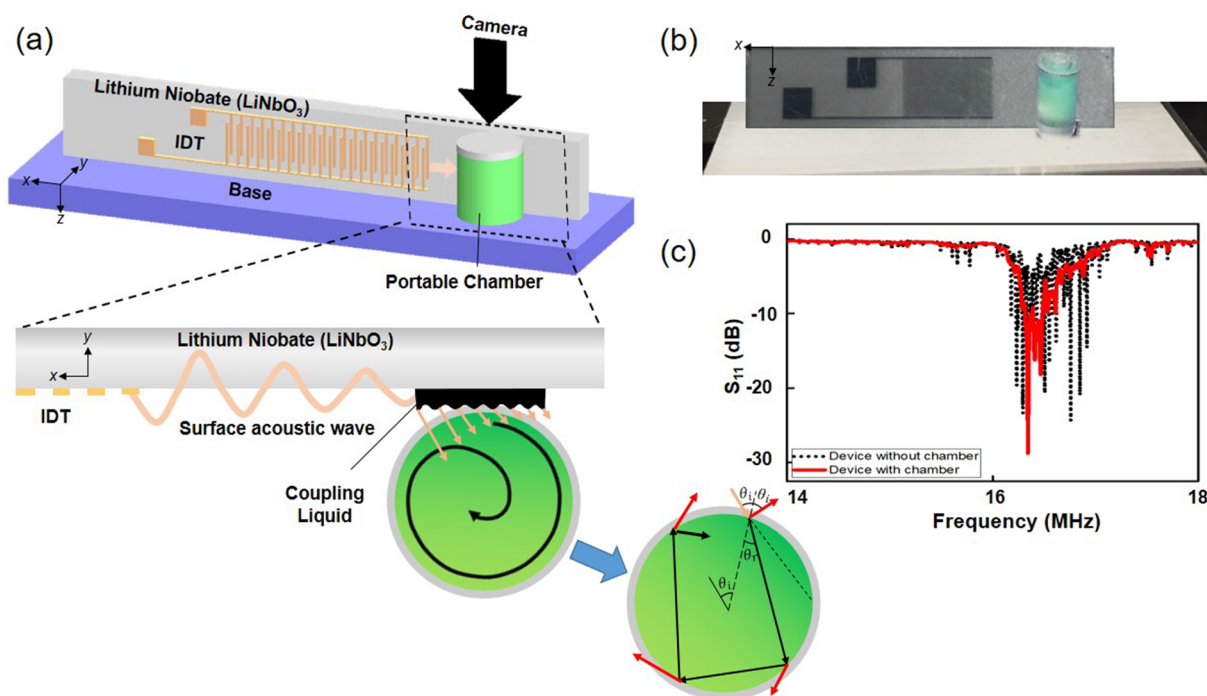 (a)
Camera
Lithium Niobate (LiNbO₃)
IDT
y
x
z
Base
Portable Chamber
Lithium Niobate (LiNbO₃)
y
x
IDT
Surface acoustic wave
Coupling
Liquid
θi, θi
θr
θi
(b)
x
z
(c)
0
-10
-20
-30
S₁₁ (dB)
Device without chamber
Device with chamber
14
16
18
Frequency (MHz)